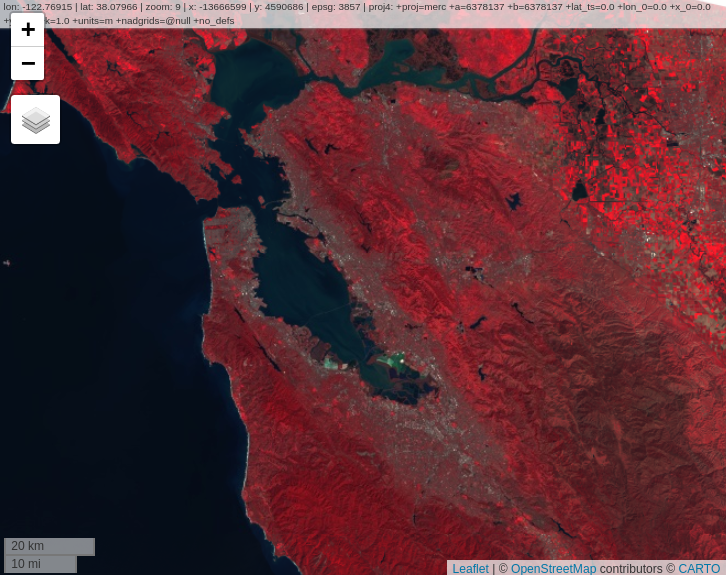 lon: -122.76915 | lat: 38.07966 | zoom: 9 | x: -13666599 | y: 4590686 | epsg: 3857 | proj4: +proj=merc +a=6378137 +b=6378137 +lat_ts=0.0 +lon_0=0.0 +x_0=0.0
k=1.0 +units=m +nadgrids=@null +no_defs
+
−
20 km
10 mi
Leaflet | © OpenStreetMap contributors © CARTO